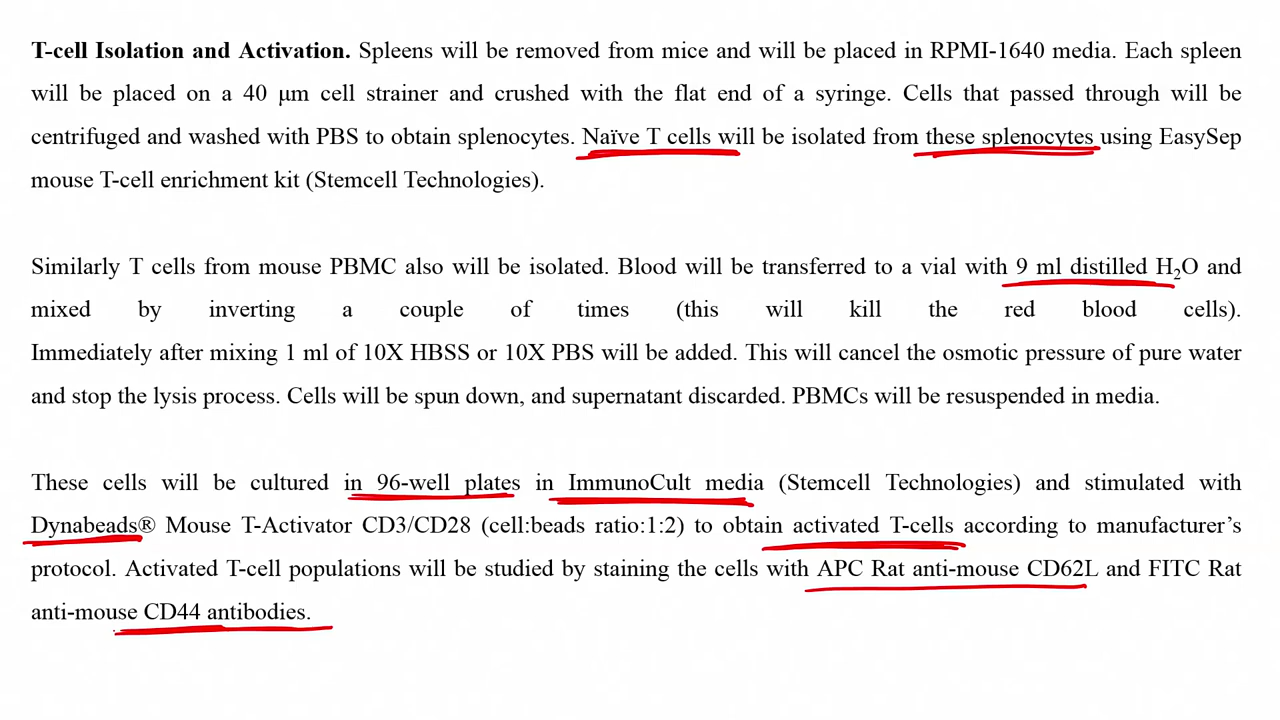 T-cell Isolation and Activation. Spleens will be removed from mice and will be placed in RPMI-1640 media. Each spleen
will be placed on a 40 μm cell strainer and crushed with the flat end of a syringe. Cells that passed through will be
centrifuged and washed with PBS to obtain splenocytes. Naïve T cells will be isolated from these splenocytes using EasySep
mouse T-cell enrichment kit (Stemcell Technologies).
Similarly T cells from mouse PBMC also will be isolated. Blood will be transferred to a vial with 9 ml distilled H₂O and
mixed by inverting a couple of times (this will kill the red blood cells).
Immediately after mixing 1 ml of 10X HBSS or 10X PBS will be added. This will cancel the osmotic pressure of pure water
and stop the lysis process. Cells will be spun down, and supernatant discarded. PBMCs will be resuspended in media.
These cells will be cultured in 96-well plates in ImmunoCult media (Stemcell Technologies) and stimulated with
Dynabeads® Mouse T-Activator CD3/CD28 (cell:beads ratio:1:2) to obtain activated T-cells according to manufacturer’s
protocol. Activated T-cell populations will be studied by staining the cells with APC Rat anti-mouse CD62L and FITC Rat
anti-mouse CD44 antibodies.